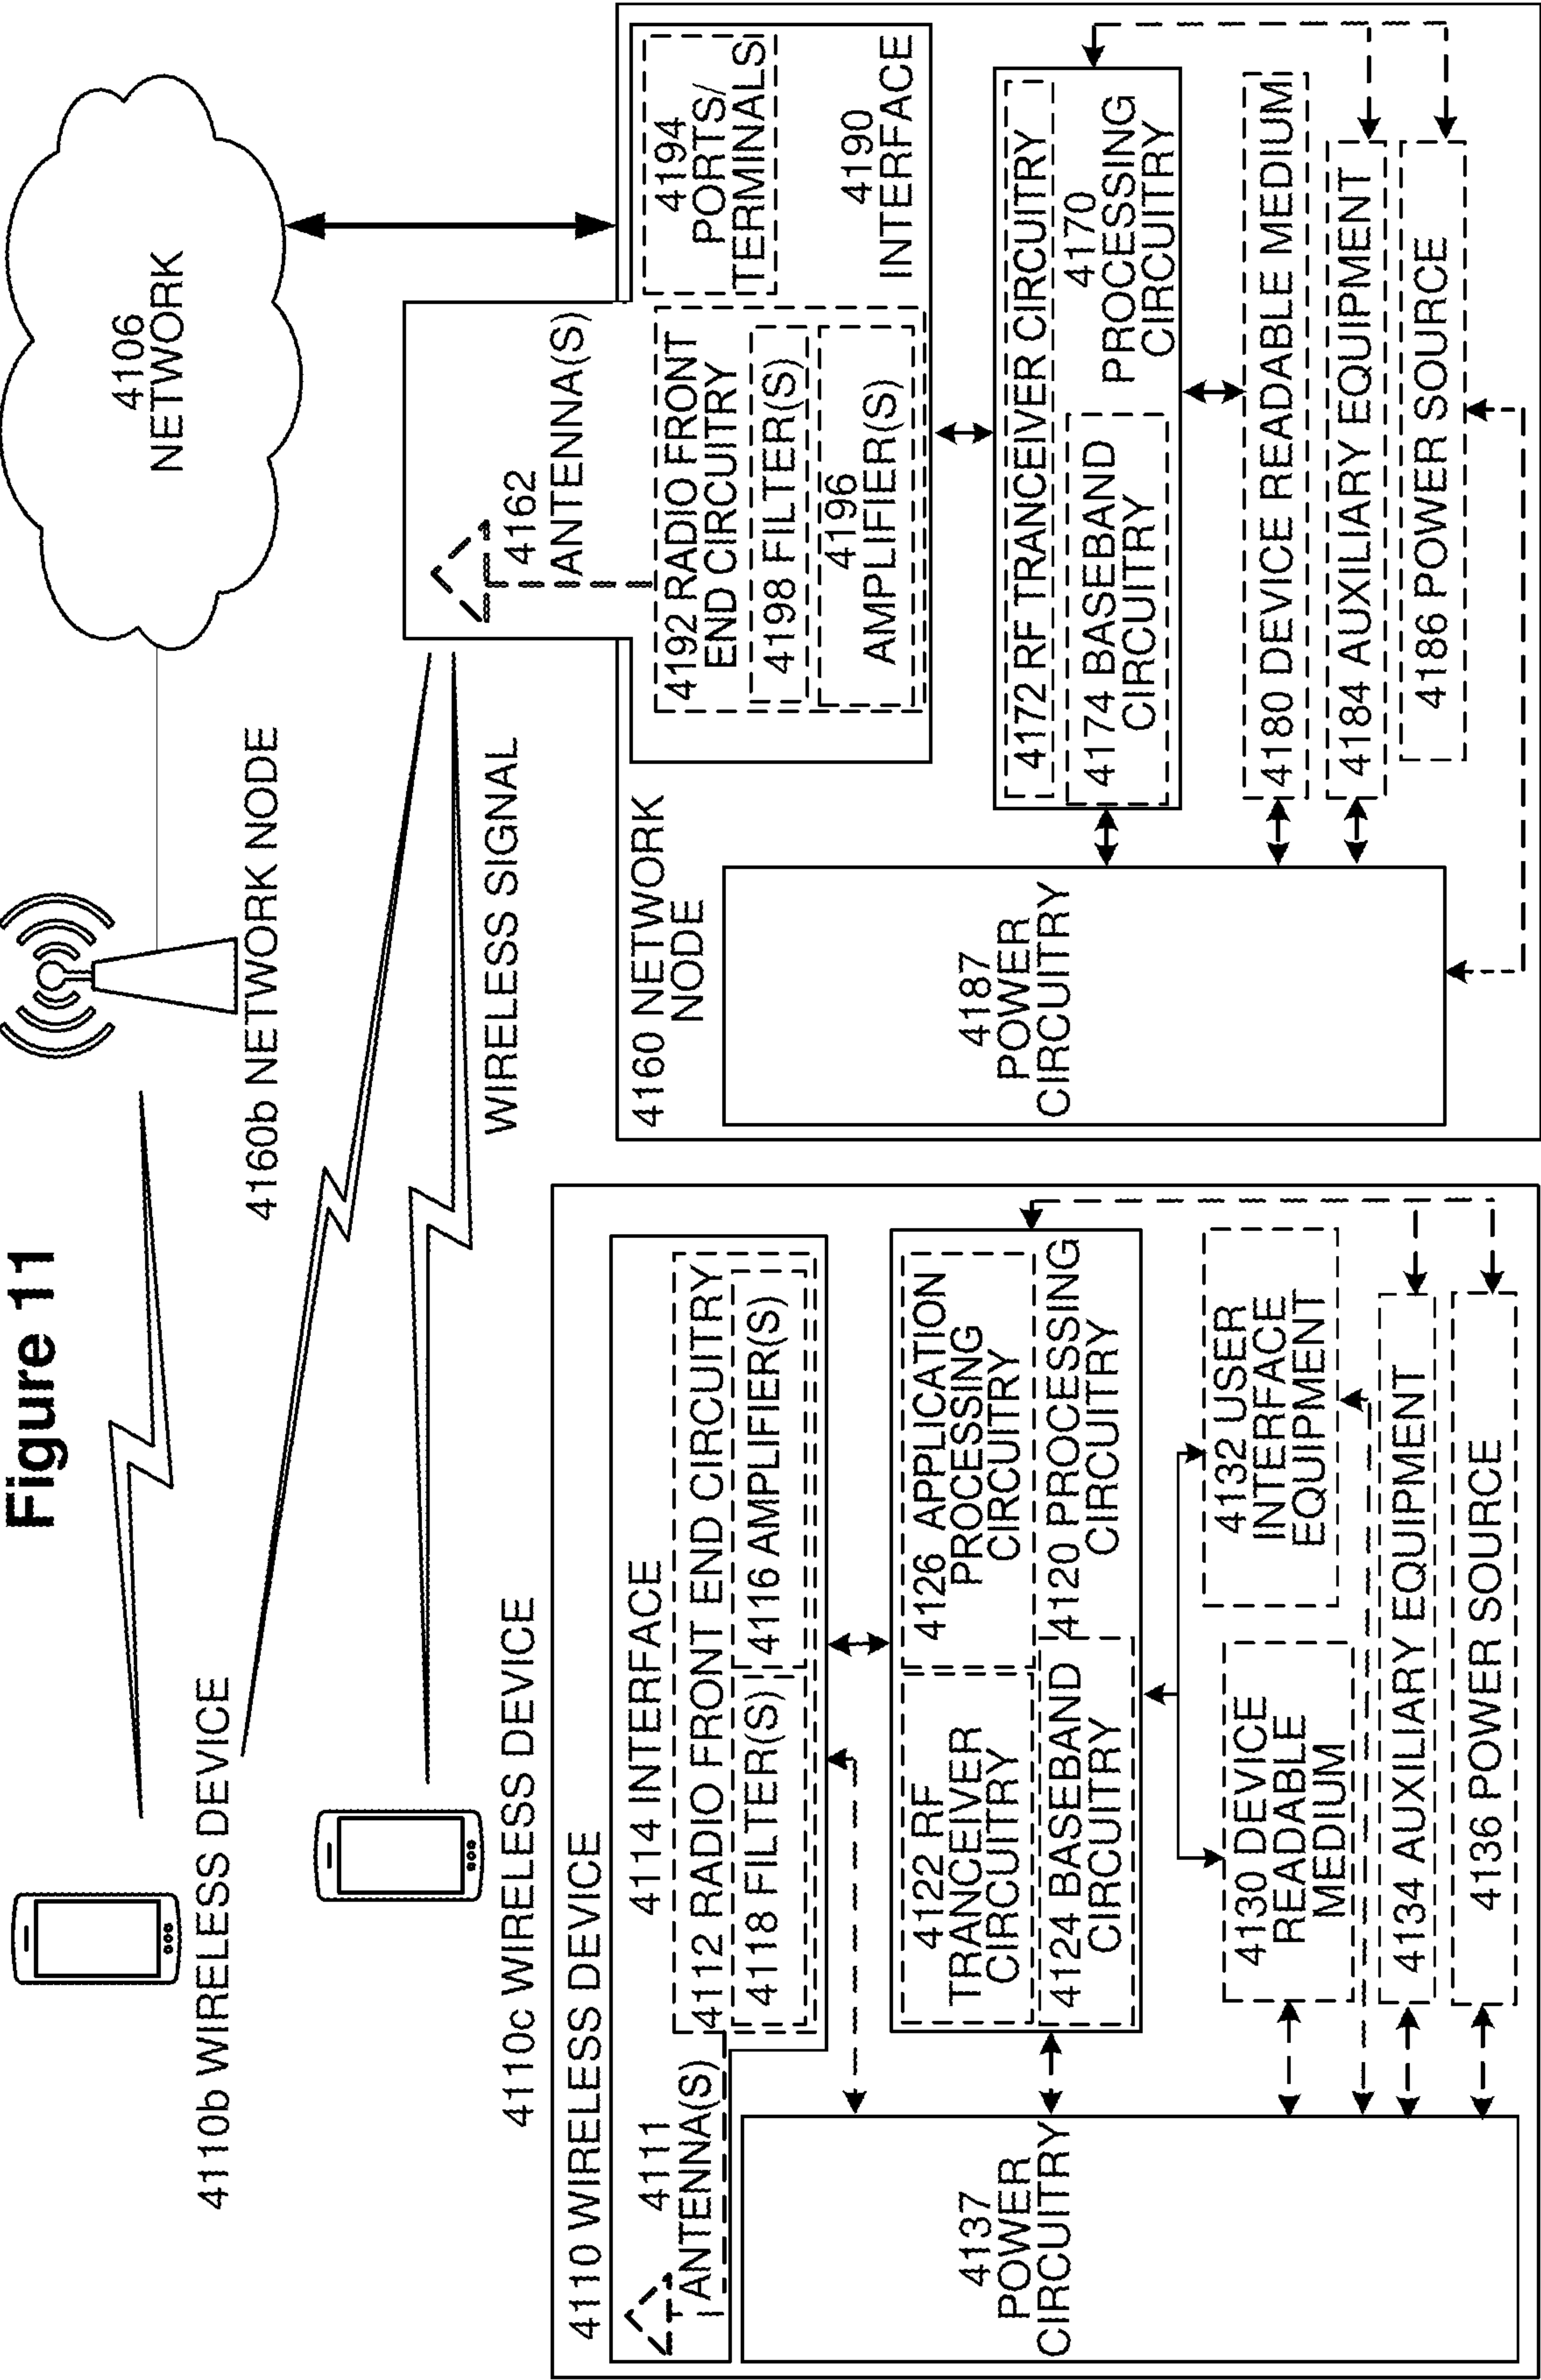 Figure 11
4106
NETWORK
4110b WIRELESS DEVICE
4160b NETWORK NODE
4110c WIRELESS DEVICE
WIRELESS SIGNAL
4162
ANTENNA(S)
4110 WIRELESS DEVICE
4111
ANTENNA(S)
4114 INTERFACE
4112 RADIO FRONT END CIRCUITRY
4118 FILTER(S)
4116 AMPLIFIER(S)
4122 RF
TRANCEIVER
CIRCUITRY
4126 APPLICATION
PROCESSING
CIRCUITRY
4124 BASEBAND
CIRCUITRY
4120 PROCESSING
CIRCUITRY
4137
POWER
CIRCUITRY
4130 DEVICE
READABLE
MEDIUM
4132 USER
INTERFACE
EQUIPMENT
4134 AUXILIARY EQUIPMENT
4136 POWER SOURCE
4160 NETWORK
NODE
4192 RADIO FRONT
END CIRCUITRY
4198 FILTER(S)
4196
AMPLIFIER(S)
4194
PORTS/
TERMINALS
4190
INTERFACE
4172 RF TRANCEIVER CIRCUITRY
4174 BASEBAND
CIRCUITRY
4170
PROCESSING
CIRCUITRY
4187
POWER
CIRCUITRY
4180 DEVICE READABLE MEDIUM
4184 AUXILIARY EQUIPMENT
4186 POWER SOURCE